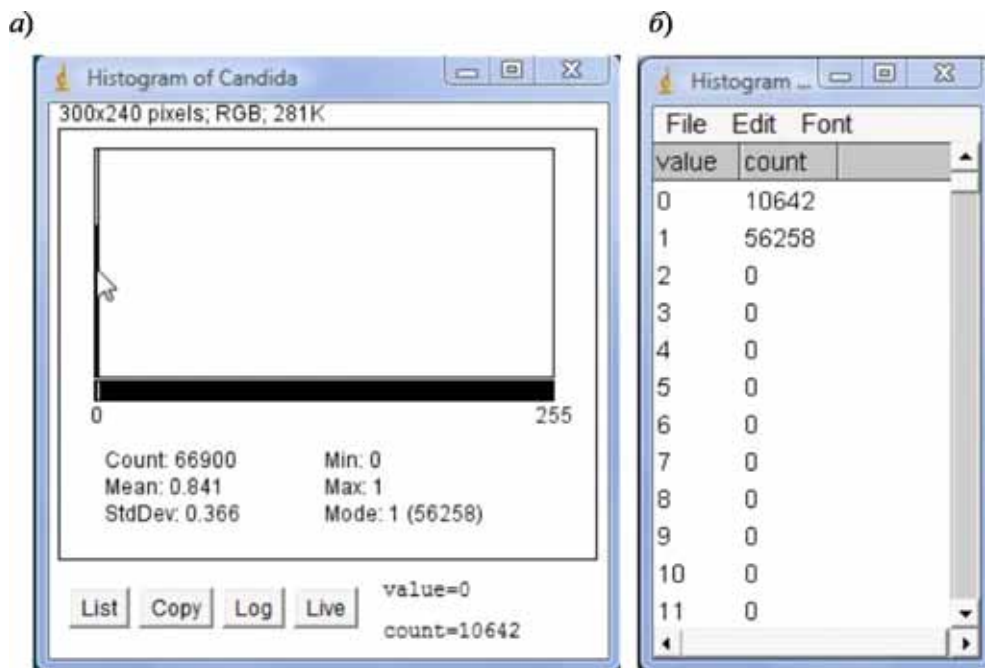 а)
Histogram of Candida
300x240 pixels; RGB; 281K
0 255
Count: 66900 Min: 0
Mean: 0.841 Max: 1
StdDev: 0.366 Mode: 1 (56258)
List Copy Log Live value=0
count=10642
б)
Histogram ...
File Edit Font
value count
0 10642
1 56258
2 0
3 0
4 0
5 0
6 0
7 0
8 0
9 0
10 0
11 0